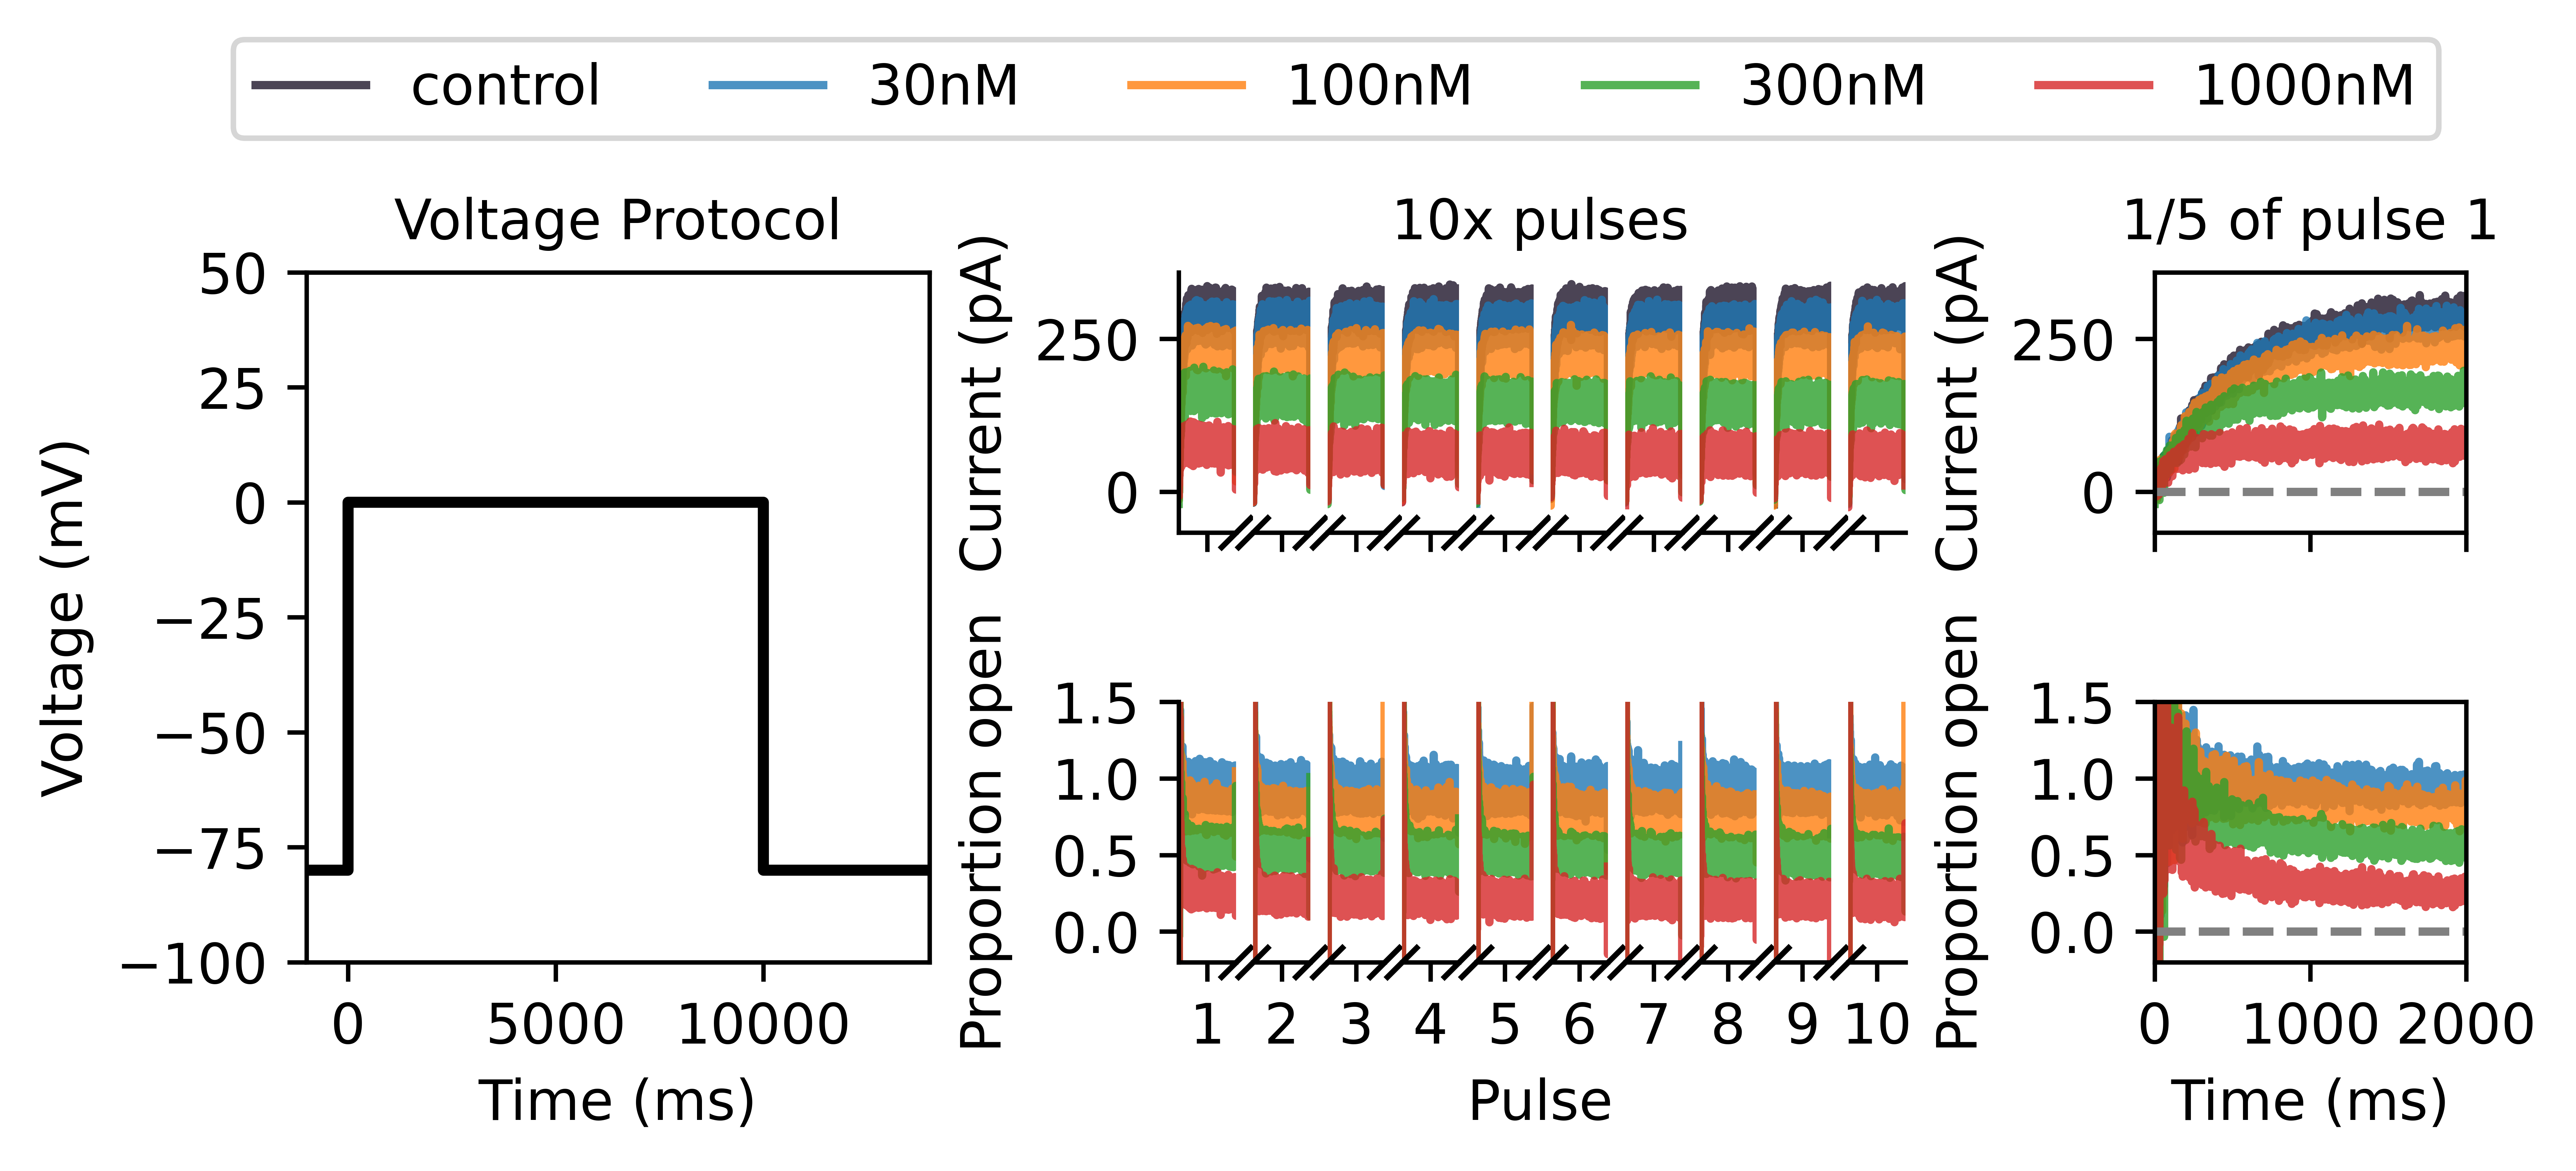 control 30nM 100nM 300nM 1000nM
Voltage Protocol
50
25
0
−25
−50
−75
−100
Voltage (mV)
0 5000 10000
Time (ms)
10x pulses
Current (pA)
250
0
Proportion open
1.5
1.0
0.5
0.0
1 2 3 4 5 6 7 8 9 10
Pulse
1/5 of pulse 1
Current (pA)
250
0
Proportion open
1.5
1.0
0.5
0.0
0 1000 2000
Time (ms)